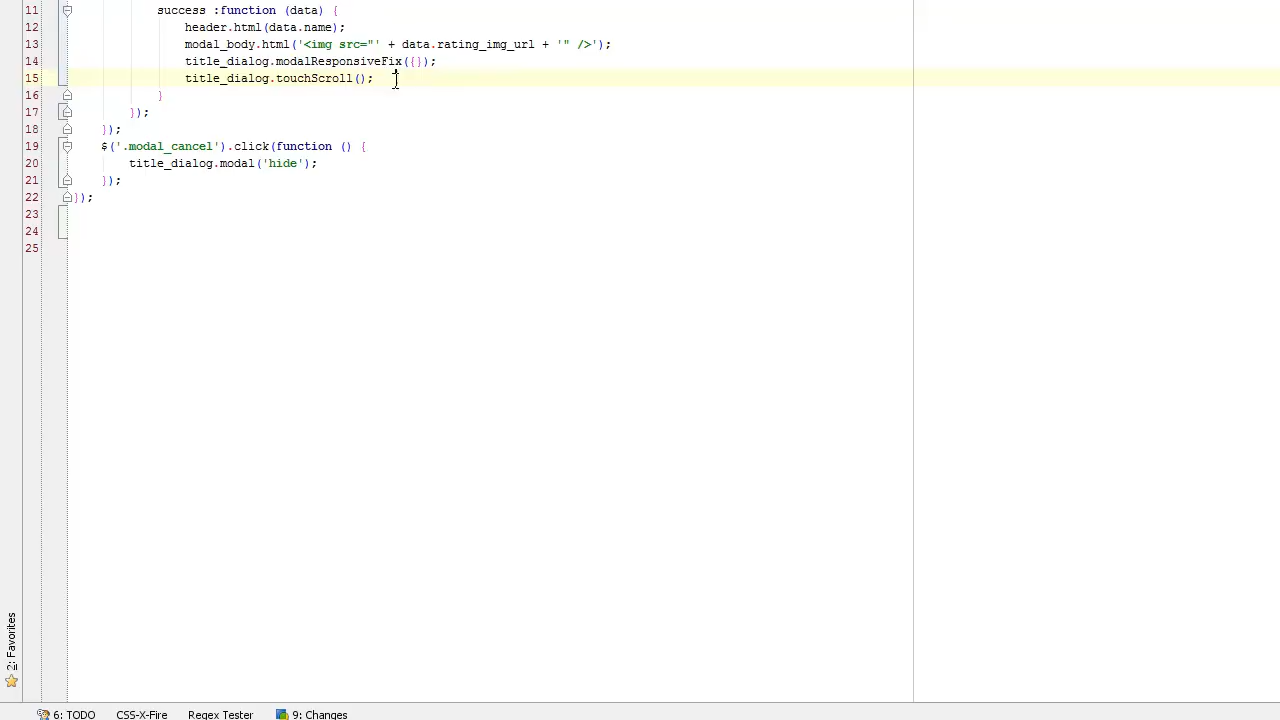 11 success :function (data) {
12 header.html(data.name);
13 modal_body.html('<img src="' + data.rating_img_url + '" />');
14 title_dialog.modalResponsiveFix({});
15 title_dialog.touchScroll();
16 }
17 });
18 });
19 $('.modal_cancel').click(function () {
20 title_dialog.modal('hide');
21 });
22 });
23
24
25
2: Favorites
6: TODO CSS-X-Fire Regex Tester 9: Changes